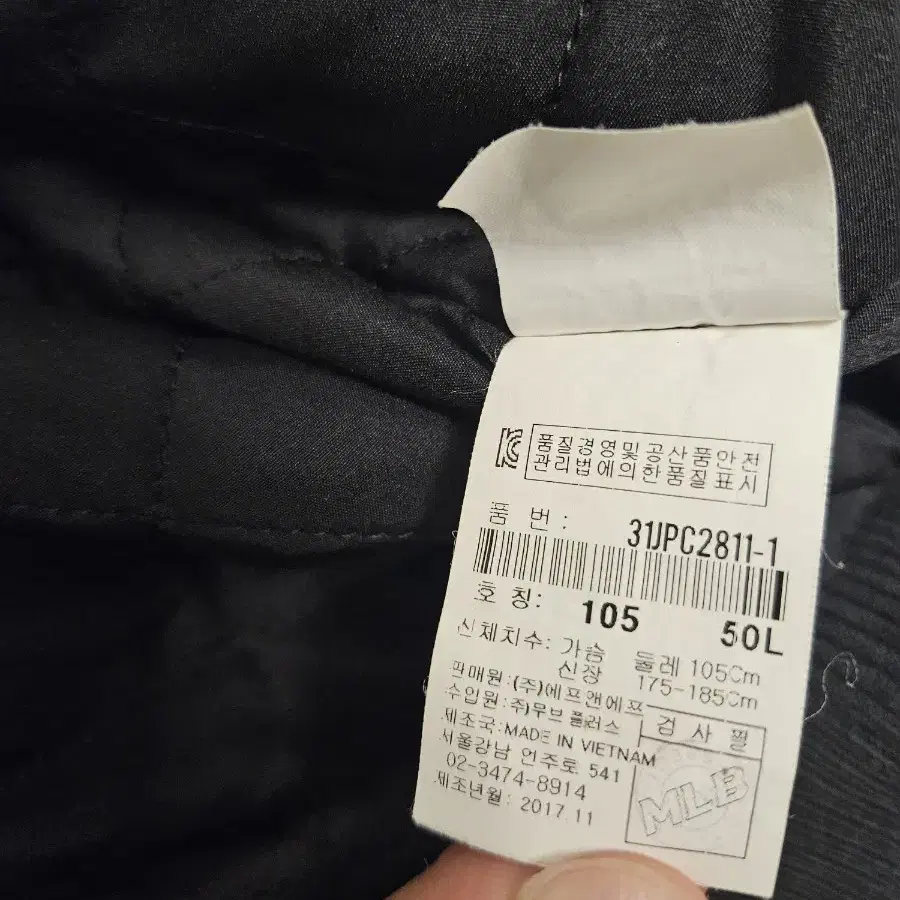 품질경영및공산품안전
관리법에의한품질표시
품 번 : 31JPC2811-1
호 칭: 105 50L
신체치수: 가슴 둘레 105Cm
신장 175-185Cm
판매원:(주)에프앤에프
수입원:주)무브 플러스
제조국:MADE IN VIETNAM
서울강남 언주로 541
02-3474-8914
제조년월: 2017.11
검 사 필
MLB